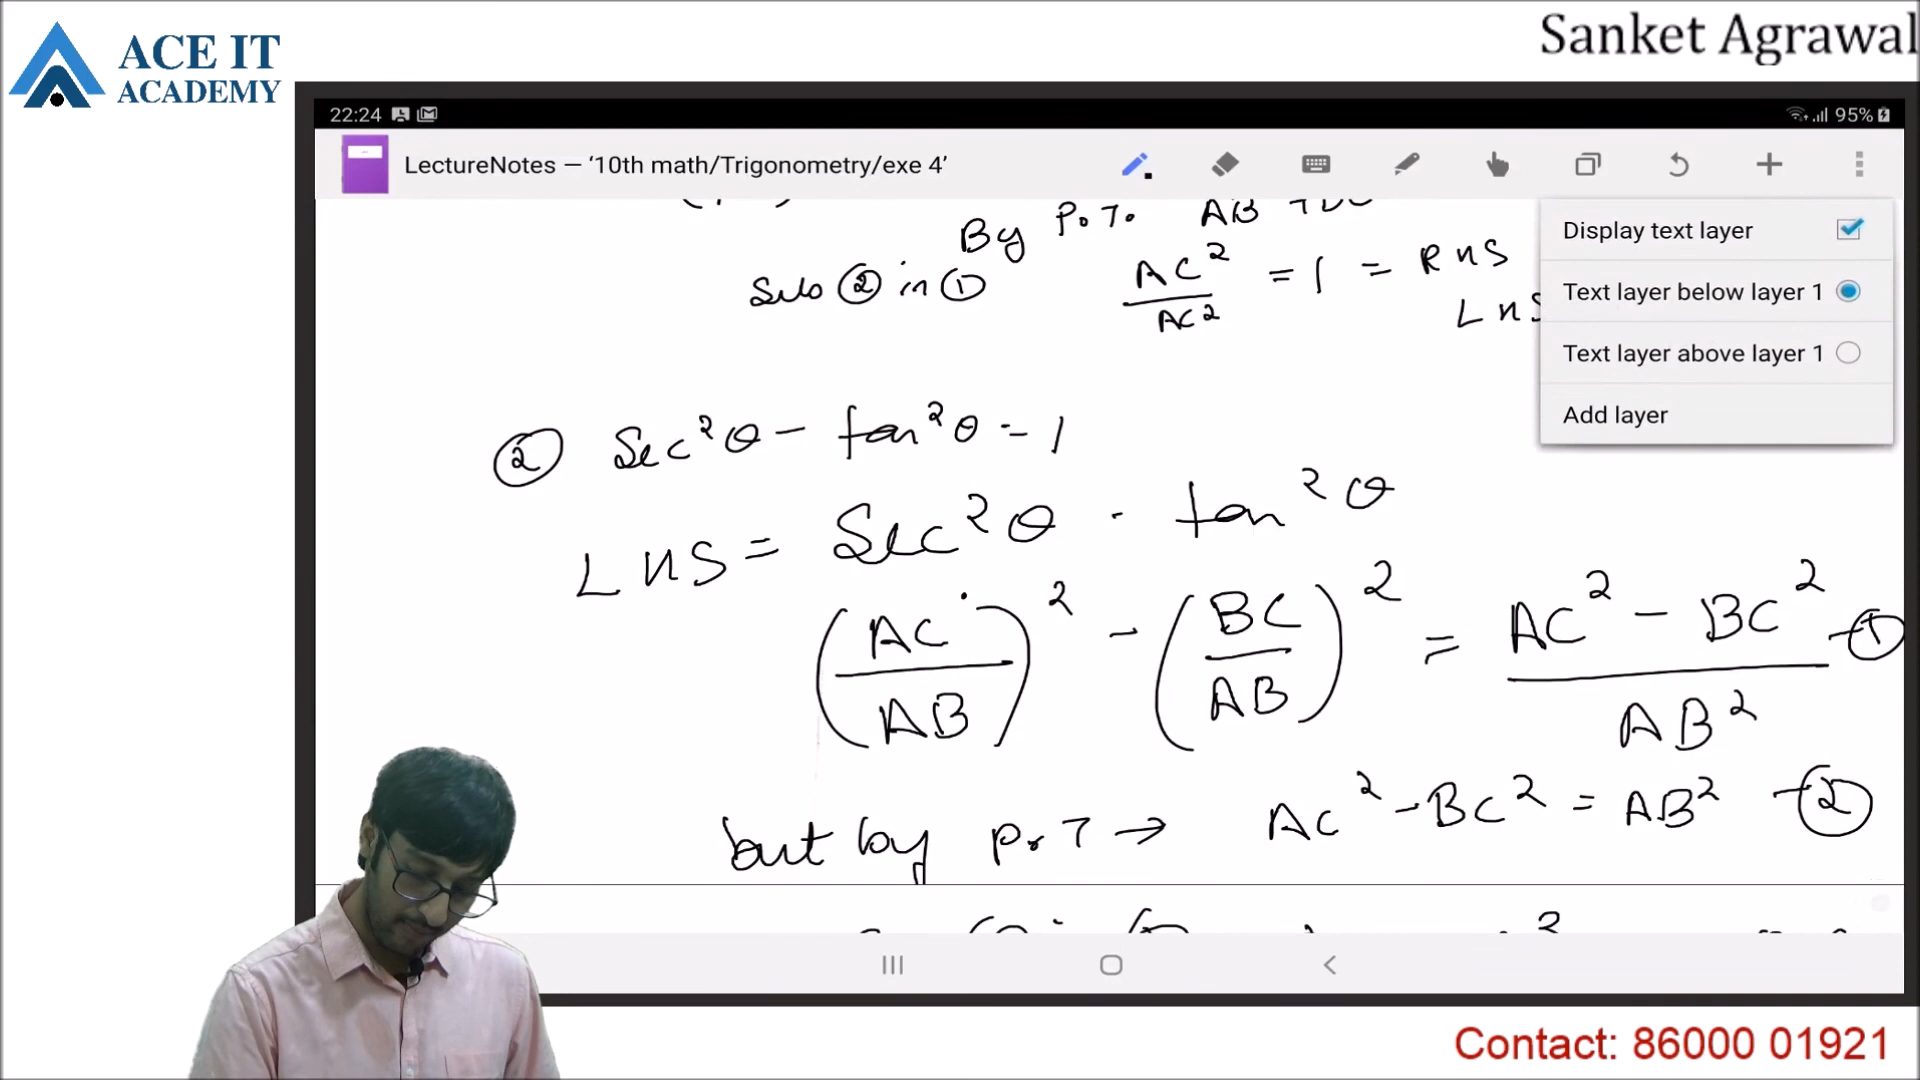 Sanket Agrawal
ACE IT
ACADEMY
22:24
95%
LectureNotes — ‘10th math/Trigonometry/exe 4’
Display text layer
Text layer below layer 1
Text layer above layer 1
Add layer
By P.T. AB
Sub ② in ① AC²/AC² = 1 = RHS
LHS
② Sec²θ - tan²θ = 1
LHS = Sec²θ - tan²θ
(AC/AB)² - (BC/AB)² = AC² - BC²/AB² - ①
but by P.T → AC² - BC² = AB² - ②
Contact: 86000 01921